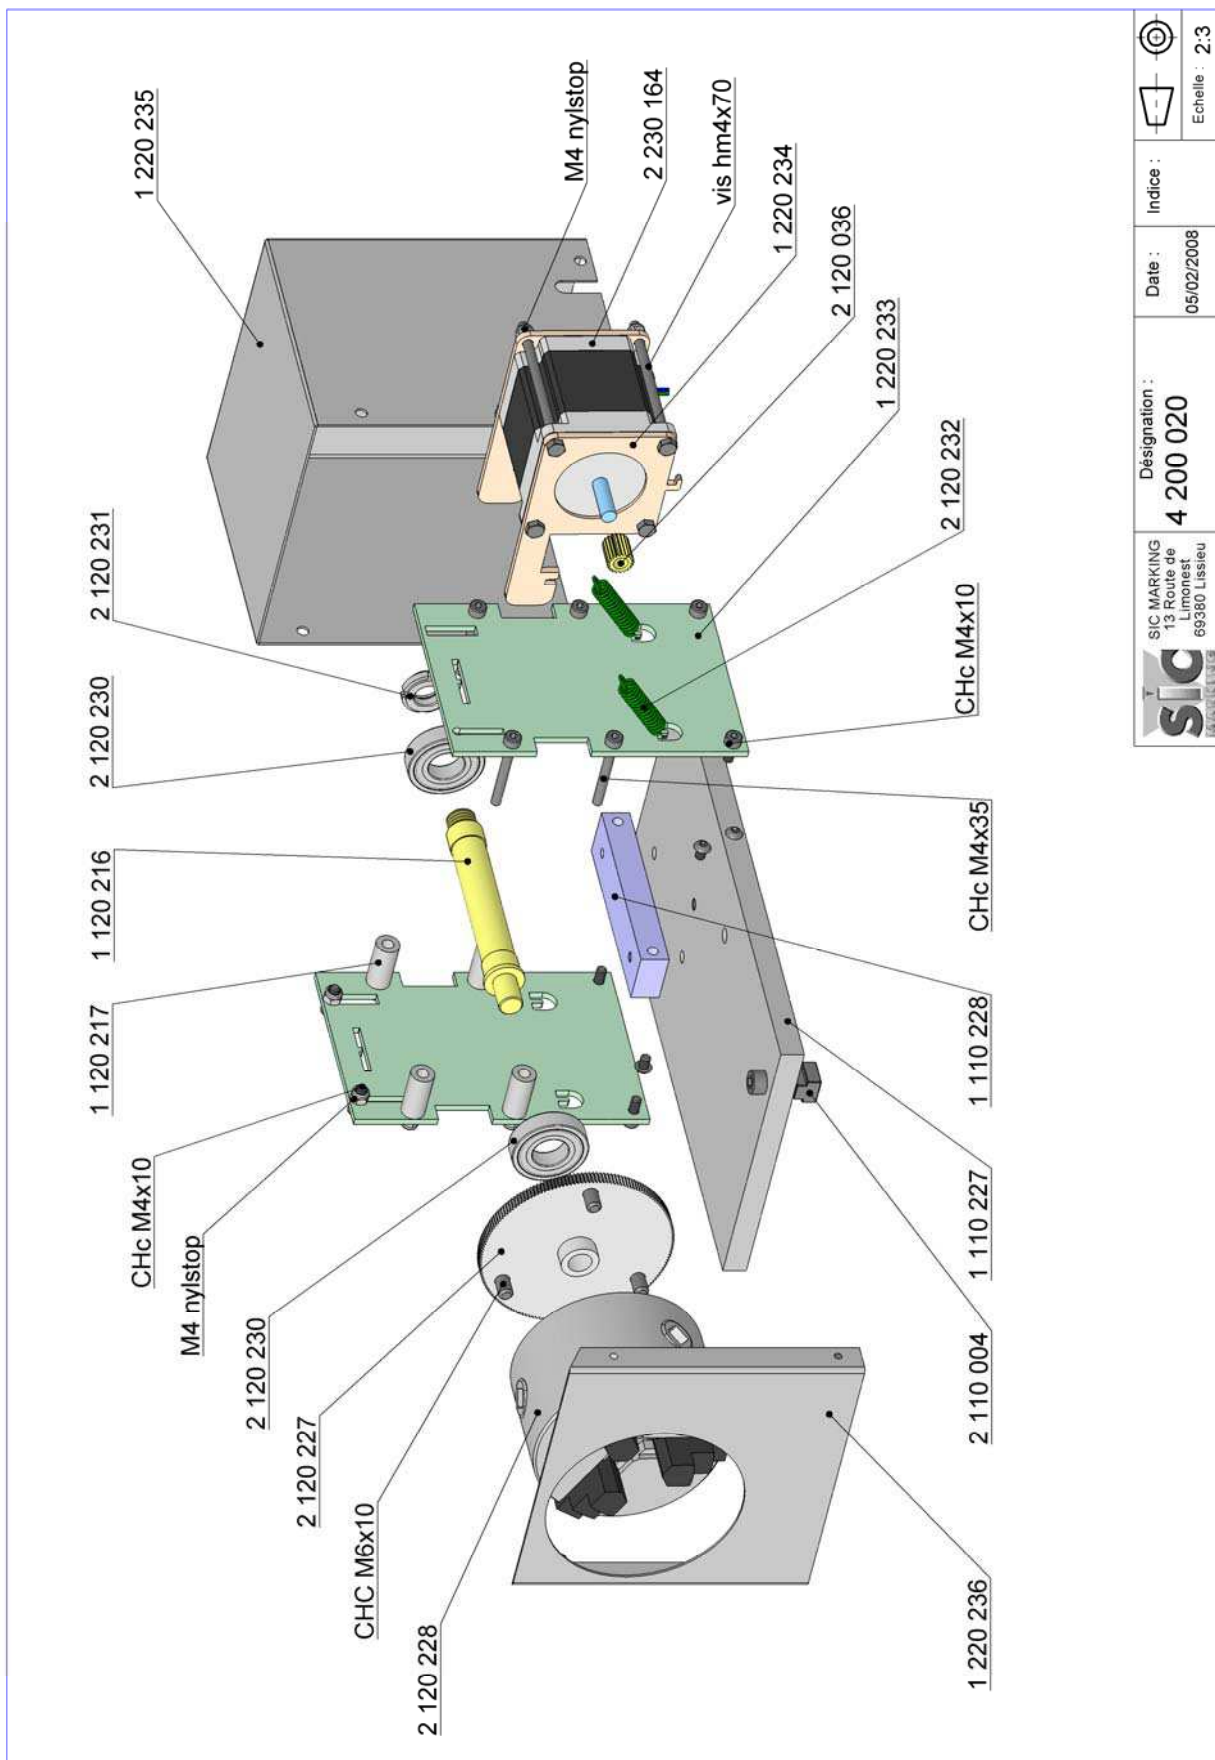 1 220 235
M4 nylstop
2 230 164
vis hm4x70
1 220 234
2 120 036
1 220 233
2 120 232
CHc M4x10
CHc M4x35
1 110 228
1 110 227
2 110 004
1 220 236
2 120 231
2 120 230
1 120 216
1 120 217
CHc M4x10
M4 nylstop
2 120 230
2 120 227
CHC M6x10
2 120 228
SIC
MARKING
SIC MARKING
13 Route de
Limonest
69380 Lissieu
Désignation :
4 200 020
Date :
05/02/2008
Indice :
Echelle : 2:3